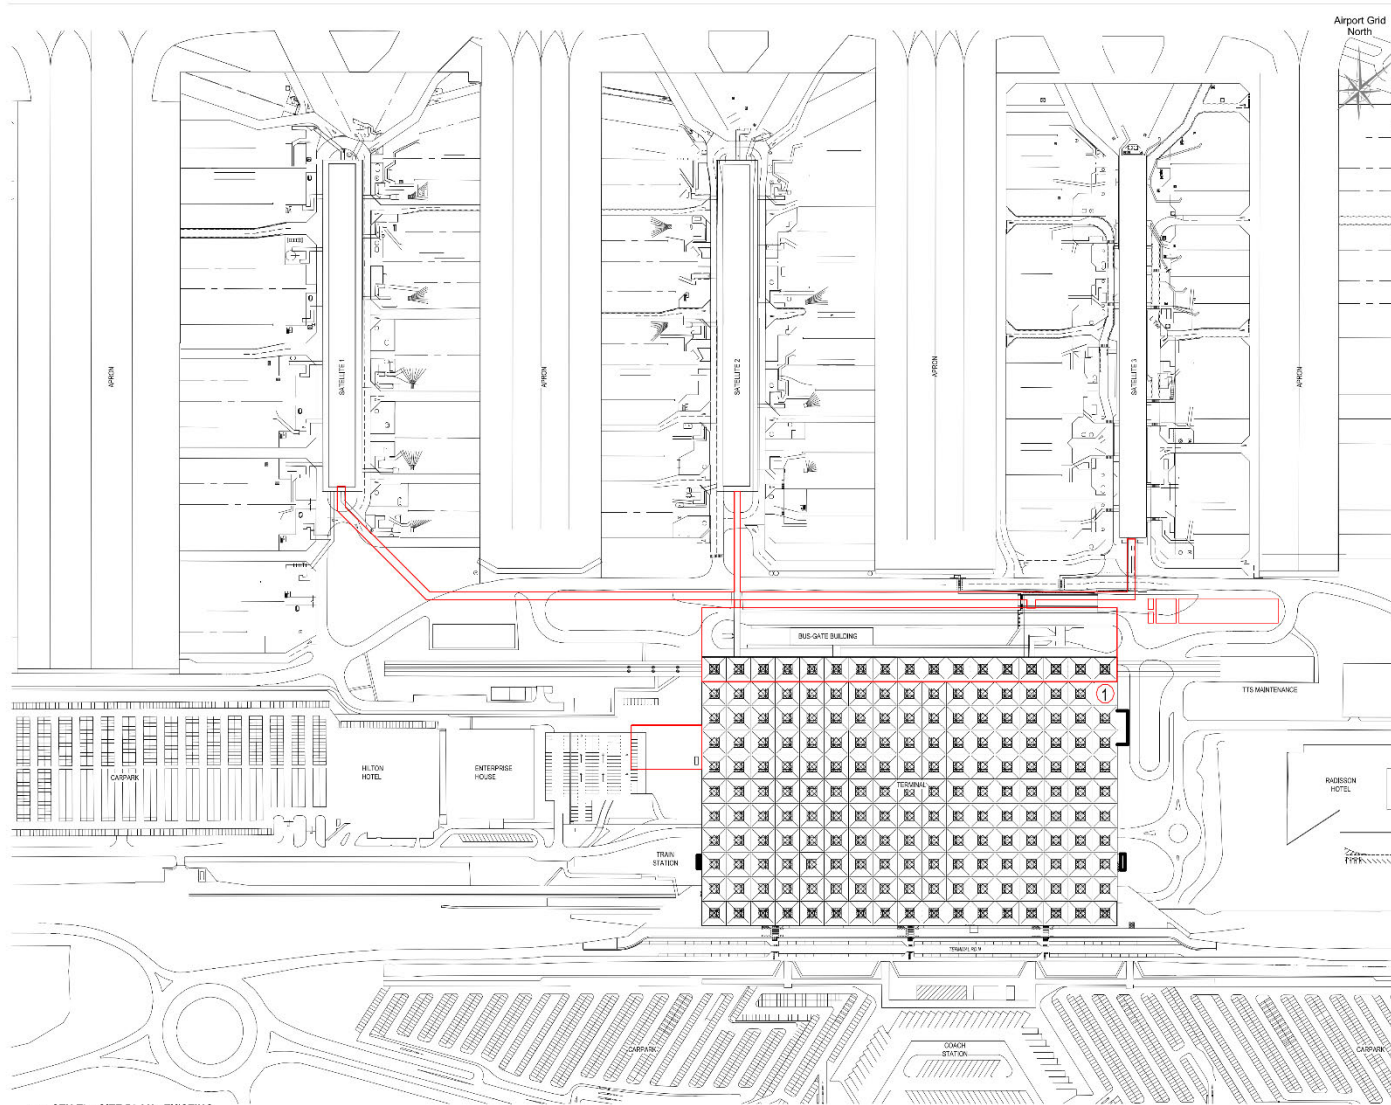 Airport Grid
North
APRON
SATELLITE 1
APRON
SATELLITE 2
APRON
SATELLITE 3
APRON
BUS-GATE BUILDING
1
TTS MAINTENANCE
CARPARK
HILTON
HOTEL
ENTERPRISE
HOUSE
TERMINAL
RADISSON
HOTEL
TRAIN
STATION
CARPARK
COACH
STATION
CARPARK